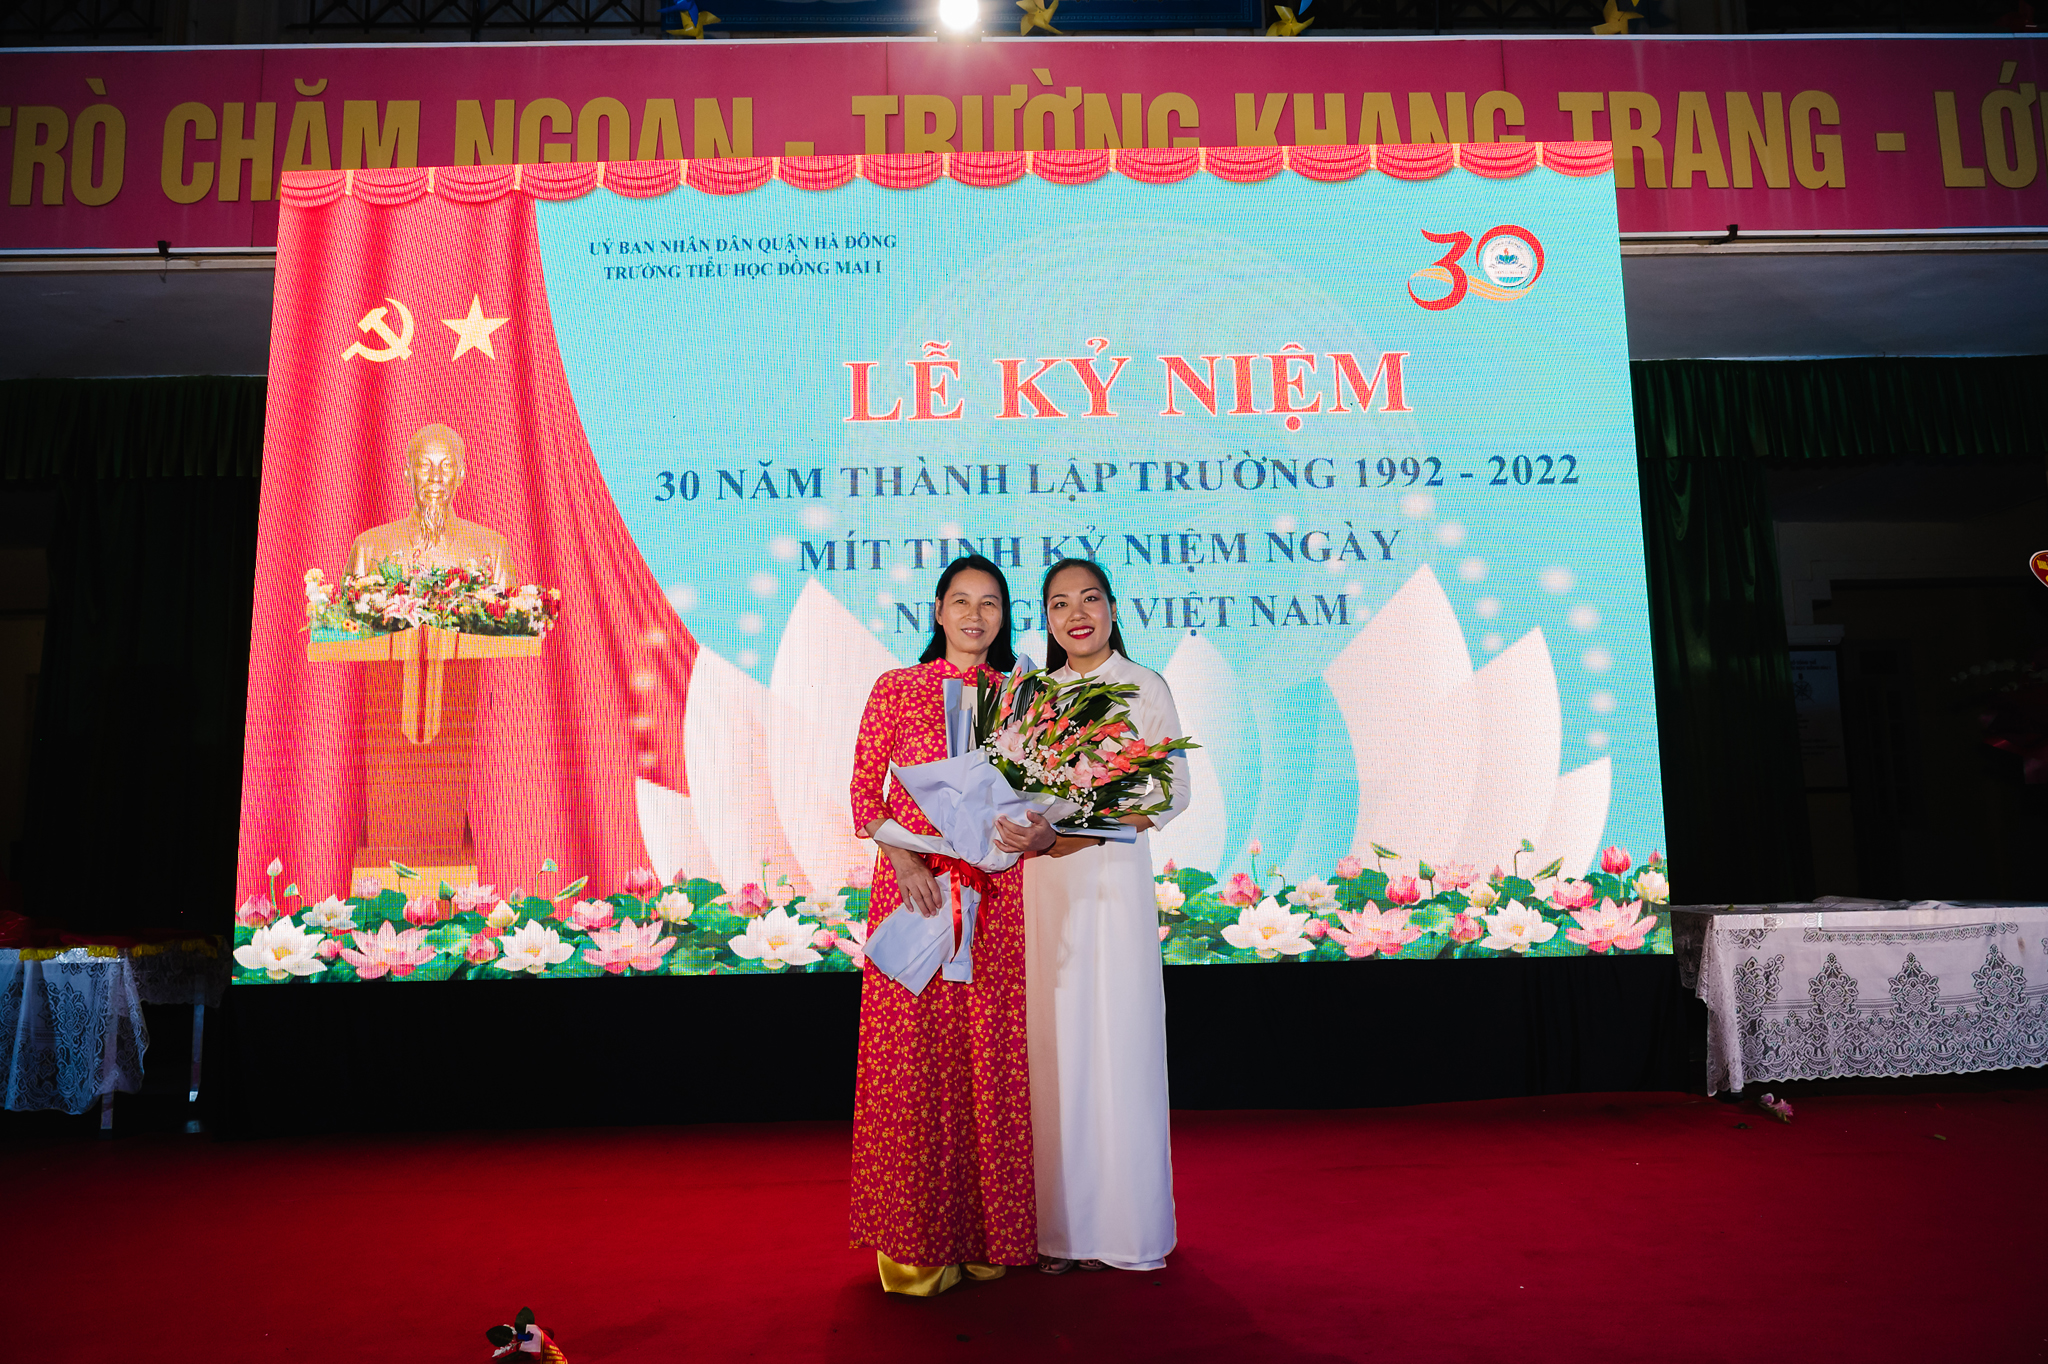 TRÒ CHĂM NGOAN - TRƯỜNG KHANG TRANG - LỚ
UỶ BAN NHÂN DÂN QUẬN HÀ ĐÔNG
TRƯỜNG TIỂU HỌC ĐỒNG MAI I
30
LỄ KỶ NIỆM
30 NĂM THÀNH LẬP TRƯỜNG 1992 - 2022
MÍT TINH KỶ NIỆM NGÀY
VIỆT NAM